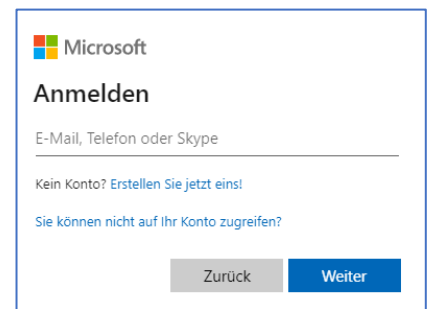 Microsoft
Anmelden
E-Mail, Telefon oder Skype
Kein Konto? Erstellen Sie jetzt eins!
Sie können nicht auf Ihr Konto zugreifen?
Zurück Weiter